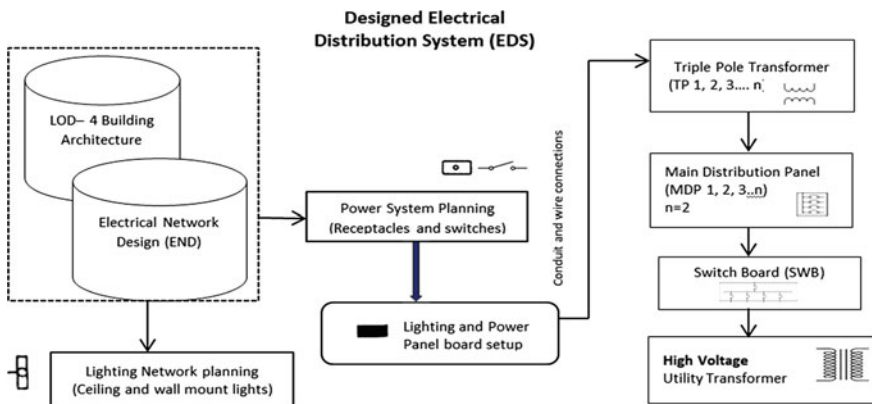 Designed Electrical
Distribution System (EDS)
LOD– 4 Building
Architecture
Electrical Network
Design (END)
Lighting Network planning
(Ceiling and wall mount lights)
Power System Planning
(Receptacles and switches)
Lighting and Power
Panel board setup
Conduit and wire connections
Triple Pole Transformer
(TP 1, 2, 3.... n)
Main Distribution Panel
(MDP 1, 2, 3..n)
n=2
Switch Board (SWB)
High Voltage
Utility Transformer